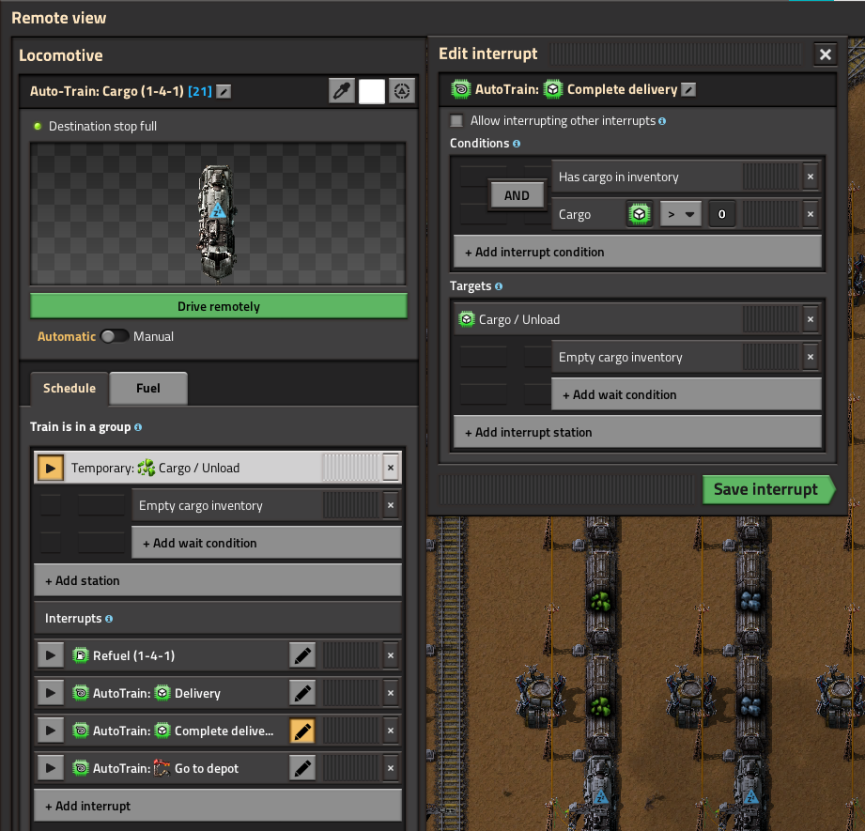 Remote view
Locomotive
Auto-Train: Cargo (1-4-1) [21]
Destination stop full
Drive remotely
Automatic Manual
Schedule Fuel
Train is in a group
Temporary: Cargo / Unload
Empty cargo inventory
+ Add wait condition
+ Add station
Interrupts
Refuel (1-4-1)
AutoTrain: Delivery
AutoTrain: Complete delive...
AutoTrain: Go to depot
+ Add interrupt
Edit interrupt
AutoTrain: Complete delivery
Allow interrupting other interrupts
Conditions
AND
Has cargo in inventory
Cargo > 0
+ Add interrupt condition
Targets
Cargo / Unload
Empty cargo inventory
+ Add wait condition
+ Add interrupt station
Save interrupt